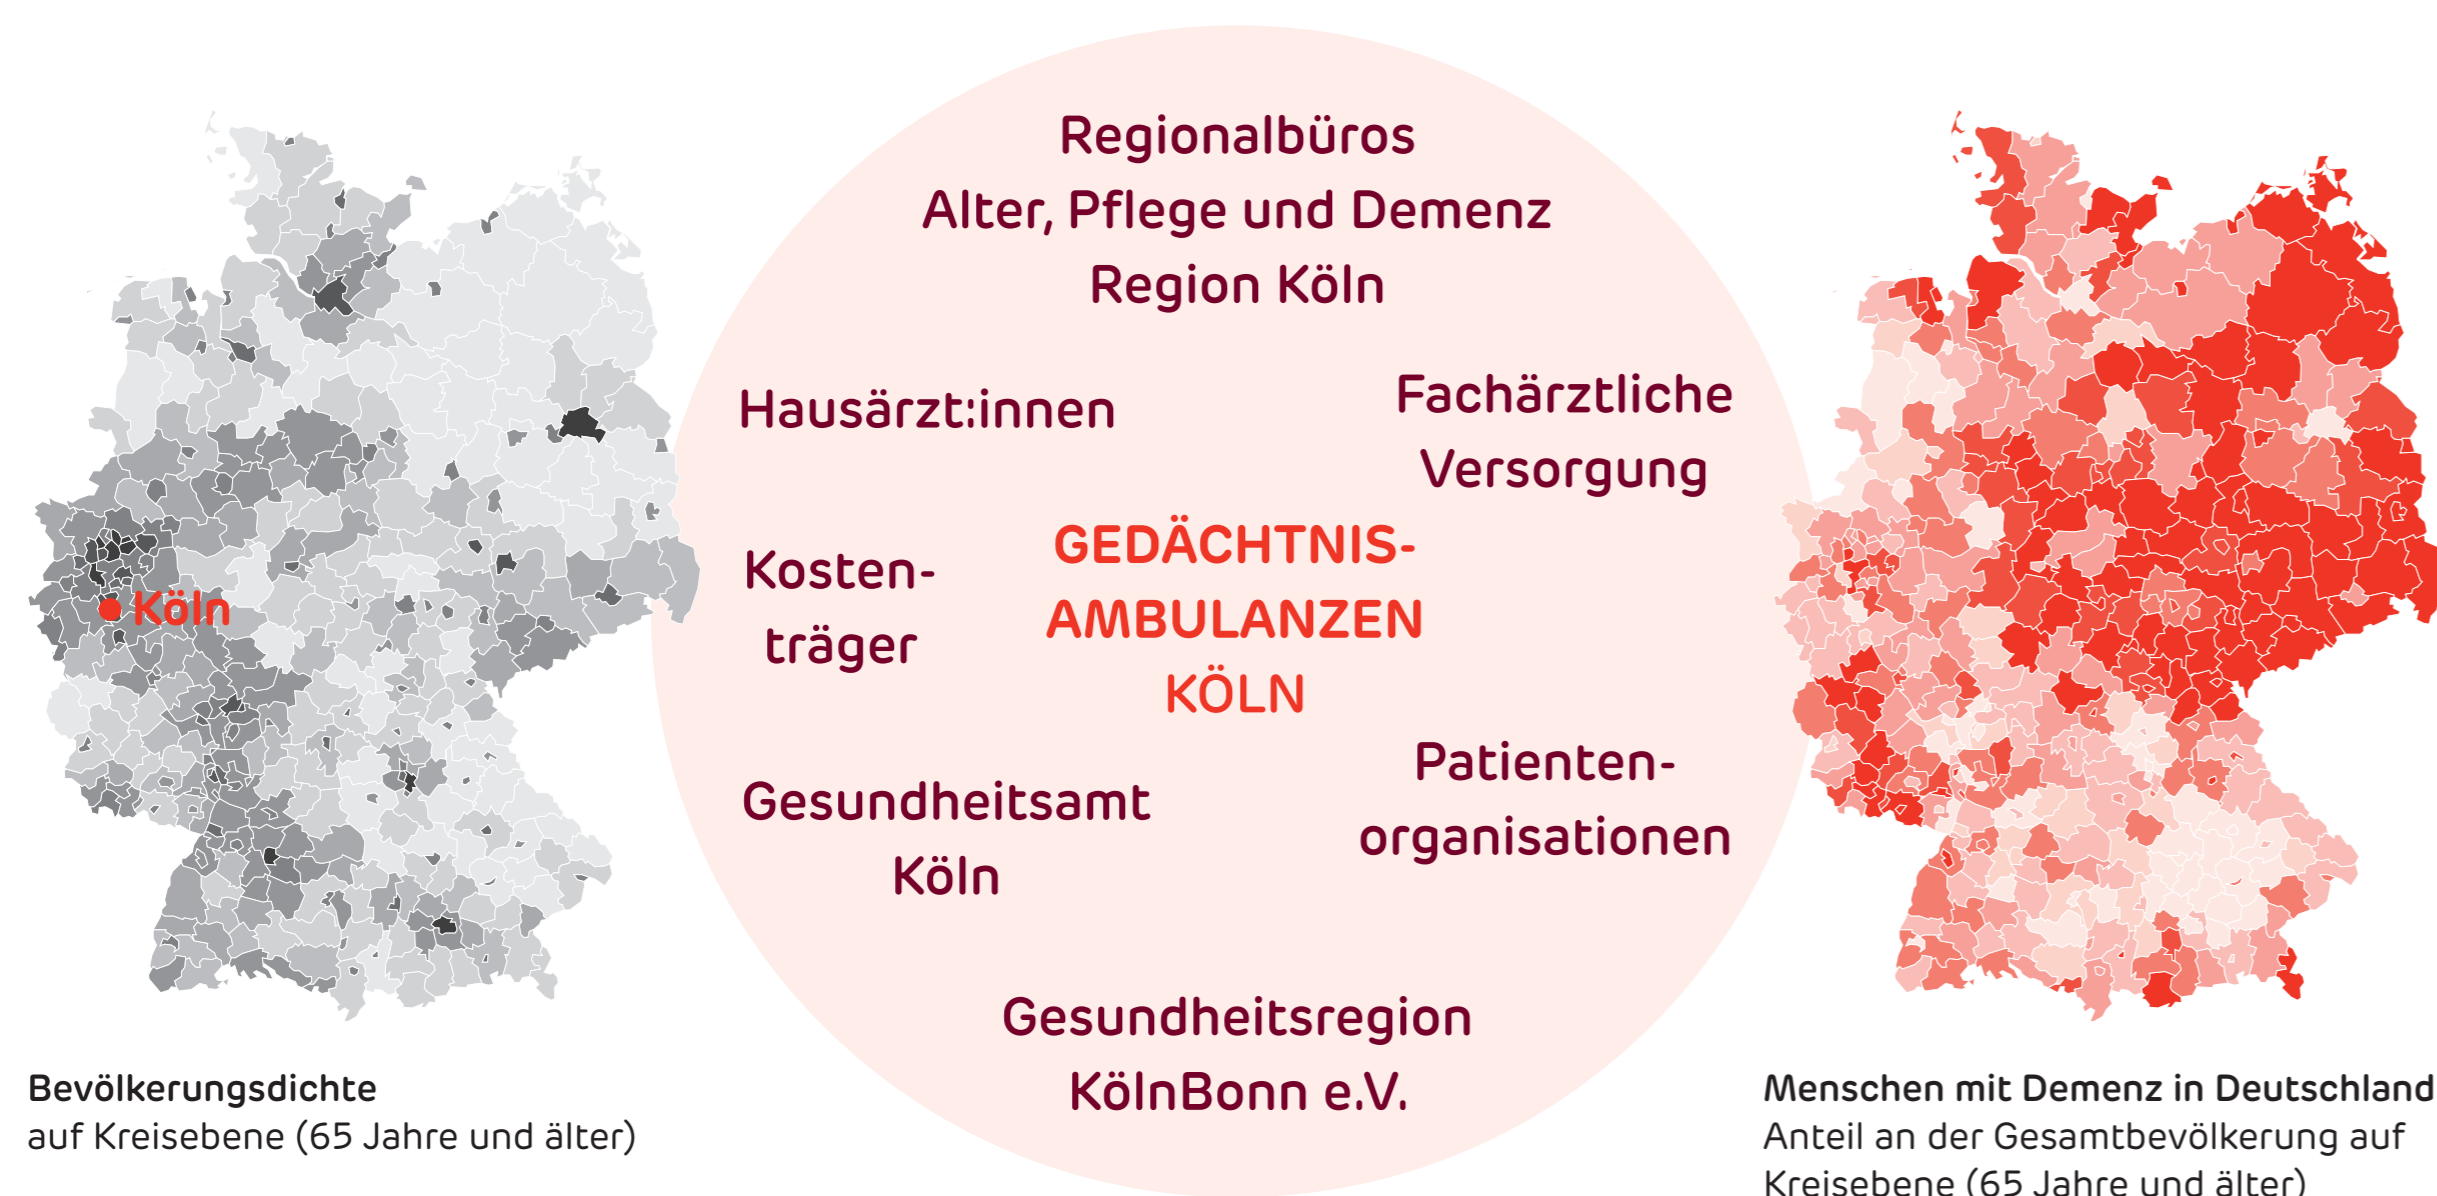 Köln
Bevölkerungsdichte
auf Kreisebene (65 Jahre und älter)
Regionalbüros
Alter, Pflege und Demenz
Region Köln
Hausärzt:innen
Fachärztliche
Versorgung
Kosten-
träger
GEDÄCHTNIS-
AMBULANZEN
KÖLN
Gesundheitsamt
Köln
Patienten-
organisationen
Gesundheitsregion
KölnBonn e.V.
Menschen mit Demenz in Deutschland
Anteil an der Gesamtbevölkerung auf
Kreisebene (65 Jahre und älter)